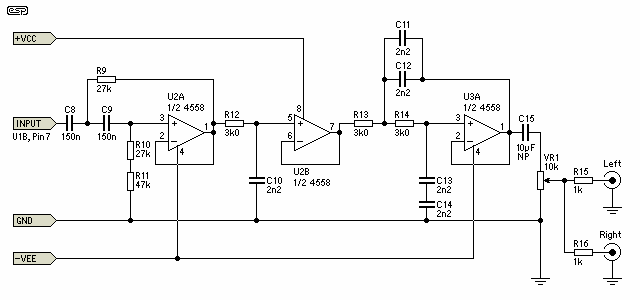 esp
C11
2n2
+VCC
C12
2n2
R9
27k
U2A
1/2 4558
8
U3A
1/2 4558
INPUT
U1B, Pin 7
C8
150n
C9
150n
3
+
2
-
1
4
R12
3k0
5
+
6
-
7
R13
3k0
R14
3k0
3
+
2
-
1
4
C15
10µF
NP
R10
27k
R11
47k
U2B
1/2 4558
C10
2n2
C13
2n2
C14
2n2
VR1
10k
Left
R15
1k
GND
Right
R16
1k
-VEE